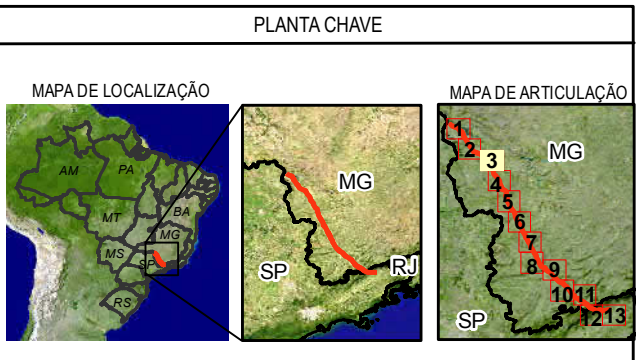 PLANTA CHAVE
MAPA DE LOCALIZAÇÃO
AM
PA
MT
BA
MG
MS
SP
RS
MG
SP
RJ
MAPA DE ARTICULAÇÃO
1
2
3
MG
4
5
6
7
8
9
10
11
12
13
SP